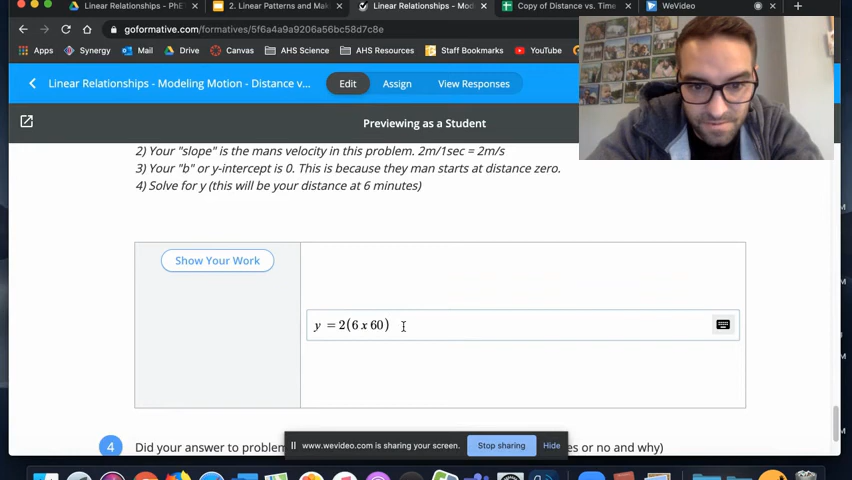 Linear Relationships - PhET
2. Linear Patterns and Mak
Linear Relationships - Mod
Copy of Distance vs. Time
WeVideo
goformative.com/formatives/5f6a4a9a9206a56bc58d7c8e
Apps Synergy Mail Drive Canvas AHS Science AHS Resources Staff Bookmarks YouTube
Linear Relationships - Modeling Motion - Distance v...
Edit
Assign
View Responses
Previewing as a Student
2) Your "slope" is the mans velocity in this problem. 2m/1sec = 2m/s
3) Your "b" or y-intercept is 0. This is because they man starts at distance zero.
4) Solve for y (this will be your distance at 6 minutes)
Show Your Work
y = 2(6 x 60)
4 Did your answer to problem es or no and why)
www.wevideo.com is sharing your screen.
Stop sharing
Hide